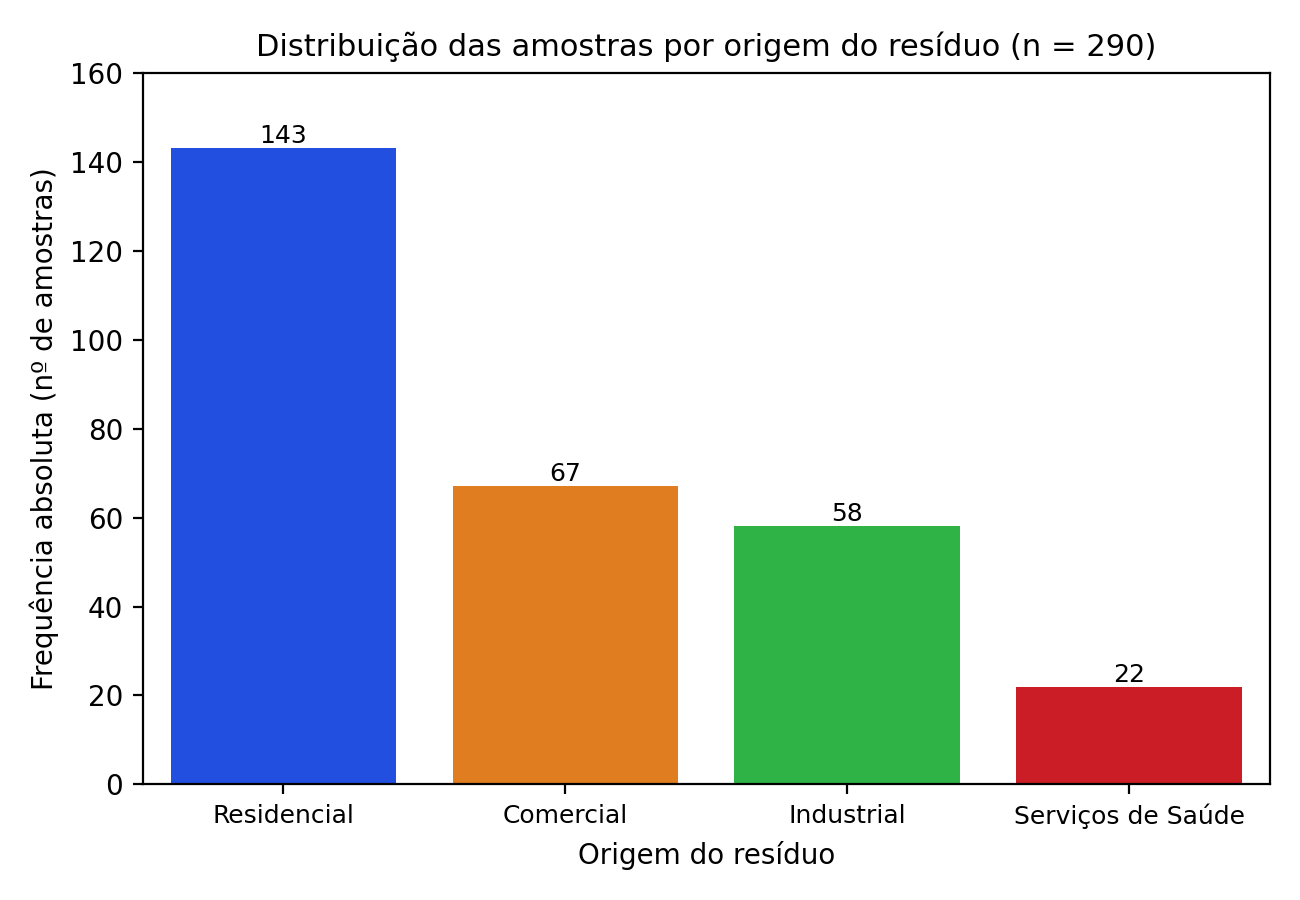 Distribuição das amostras por origem do resíduo (n = 290)
Frequência absoluta (nº de amostras)
160
140
120
100
80
60
40
20
0
143
67
58
22
Residencial
Comercial
Industrial
Serviços de Saúde
Origem do resíduo